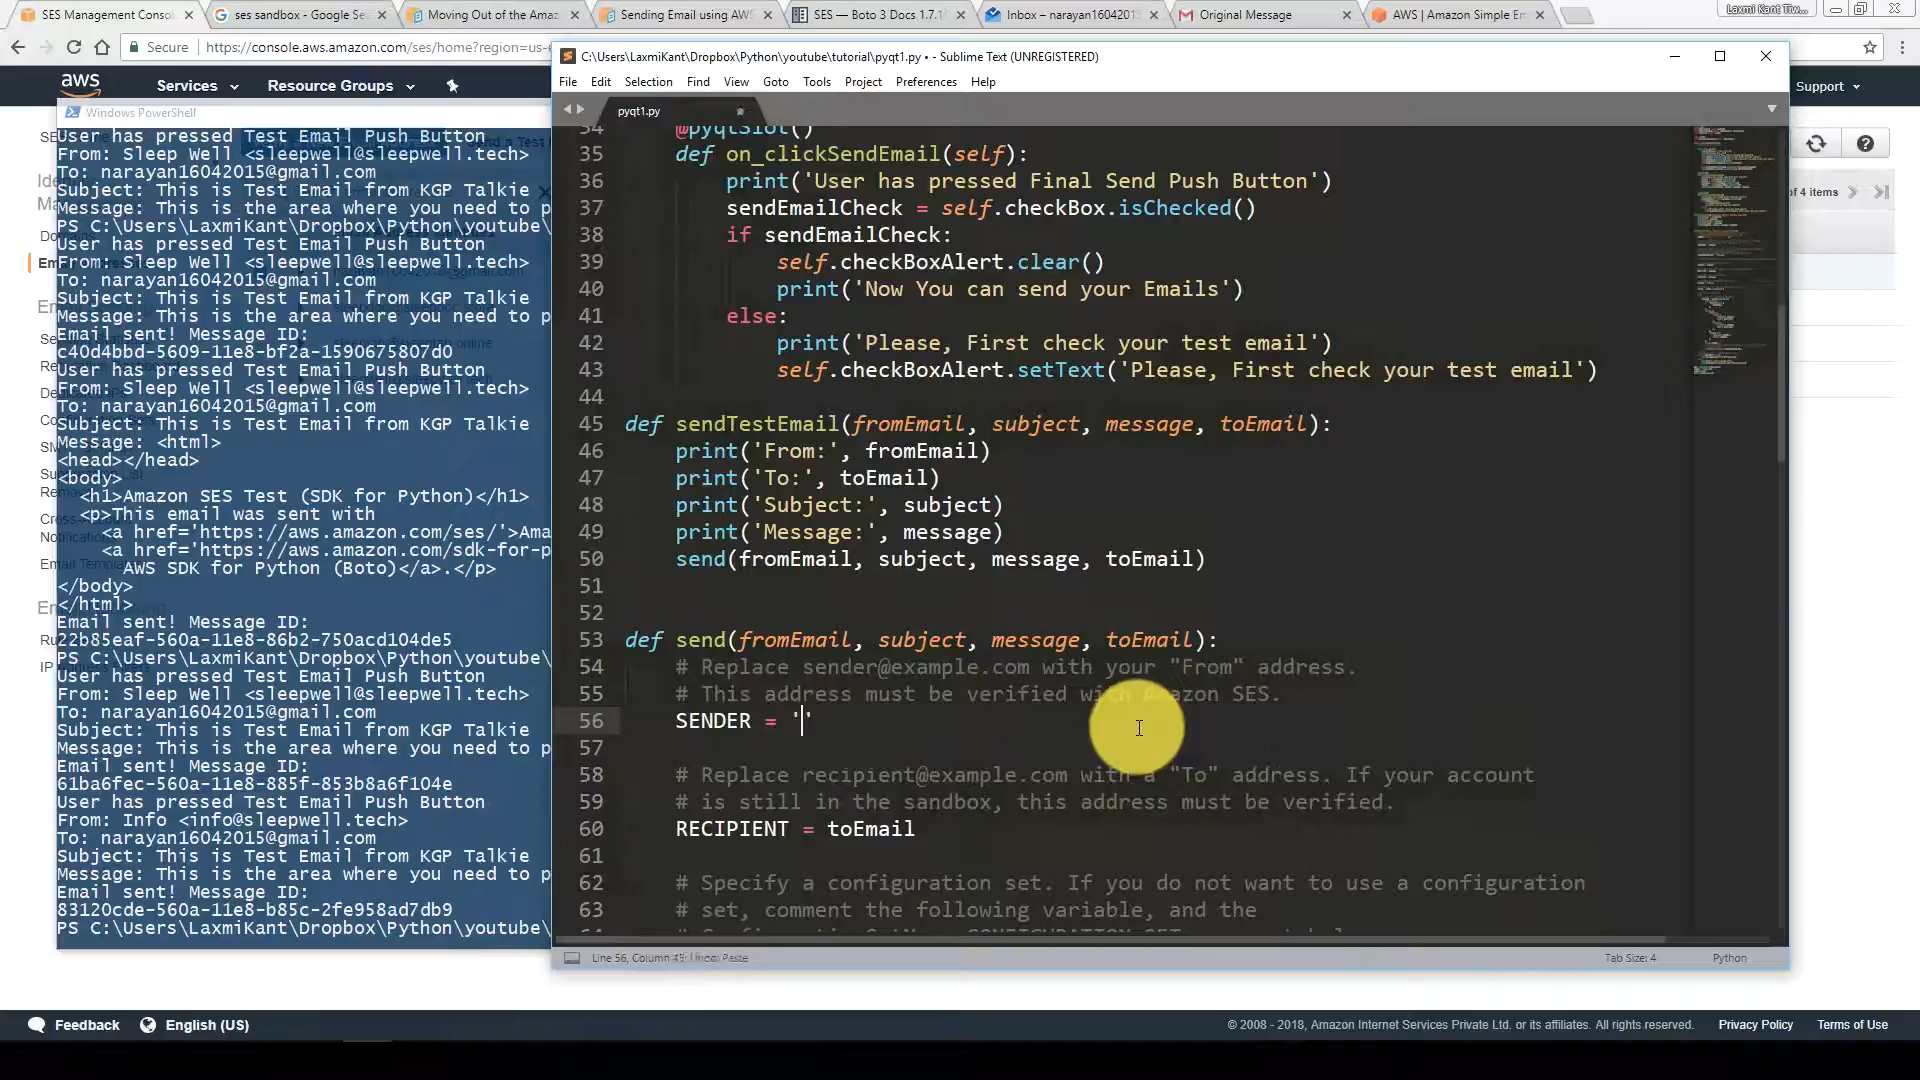 SES Management Consol
ses sandbox - Google Se
Moving Out of the Amaz
Sending Email using AWS
SES — Boto 3 Docs 1.7.1
Inbox – narayan1604201
Original Message
AWS | Amazon Simple Em
Laxmi Kant Tiw...
Secure
https://console.aws.amazon.com/ses/home?region=us-e
aws
Services
Resource Groups
Support
of 4 items
Windows PowerShell
User has pressed Test Email Push Button
From: Sleep Well <sleepwell@sleepwell.tech>
To: narayan16042015@gmail.com
Subject: This is Test Email from KGP Talkie
Message: This is the area where you need to p
PS C:\Users\LaxmiKant\Dropbox\Python\youtube\
User has pressed Test Email Push Button
From: Sleep Well <sleepwell@sleepwell.tech>
To: narayan16042015@gmail.com
Subject: This is Test Email from KGP Talkie
Message: This is the area where you need to p
Email sent! Message ID:
c40d4bbd-5609-11e8-bf2a-1590675807d0
User has pressed Test Email Push Button
From: Sleep Well <sleepwell@sleepwell.tech>
To: narayan16042015@gmail.com
Subject: This is Test Email from KGP Talkie
Message: <html>
<head></head>
<body>
<h1>Amazon SES Test (SDK for Python)</h1>
<p>This email was sent with
<a href='https://aws.amazon.com/ses/'>Ama
<a href='https://aws.amazon.com/sdk-for-p
AWS SDK for Python (Boto)</a>.</p>
</body>
</html>
Email sent! Message ID:
22b85eaf-560a-11e8-86b2-750acd104de5
PS C:\Users\LaxmiKant\Dropbox\Python\youtube\
User has pressed Test Email Push Button
From: Sleep Well <sleepwell@sleepwell.tech>
To: narayan16042015@gmail.com
Subject: This is Test Email from KGP Talkie
Message: This is the area where you need to p
Email sent! Message ID:
61ba6fec-560a-11e8-885f-853b8a6f104e
User has pressed Test Email Push Button
From: Info <info@sleepwell.tech>
To: narayan16042015@gmail.com
Subject: This is Test Email from KGP Talkie
Message: This is the area where you need to p
Email sent! Message ID:
83120cde-560a-11e8-b85c-2fe958ad7db9
PS C:\Users\LaxmiKant\Dropbox\Python\youtube\
C:\Users\LaxmiKant\Dropbox\Python\youtube\tutorial\pyqt1.py • - Sublime Text (UNREGISTERED)
File Edit Selection Find View Goto Tools Project Preferences Help
pyqt1.py
34 @pyqtSlot()
35 def on_clickSendEmail(self):
36 print('User has pressed Final Send Push Button')
37 sendEmailCheck = self.checkBox.isChecked()
38 if sendEmailCheck:
39 self.checkBoxAlert.clear()
40 print('Now You can send your Emails')
41 else:
42 print('Please, First check your test email')
43 self.checkBoxAlert.setText('Please, First check your test email')
44
45 def sendTestEmail(fromEmail, subject, message, toEmail):
46 print('From:', fromEmail)
47 print('To:', toEmail)
48 print('Subject:', subject)
49 print('Message:', message)
50 send(fromEmail, subject, message, toEmail)
51
52
53 def send(fromEmail, subject, message, toEmail):
54 # Replace sender@example.com with your "From" address.
55 # This address must be verified with Amazon SES.
56 SENDER = ''
57
58 # Replace recipient@example.com with a "To" address. If your account
59 # is still in the sandbox, this address must be verified.
60 RECIPIENT = toEmail
61
62 # Specify a configuration set. If you do not want to use a configuration
63 # set, comment the following variable, and the
Tab Size: 4
Python
Feedback
English (US)
© 2008 - 2018, Amazon Internet Services Private Ltd. or its affiliates. All rights reserved.
Privacy Policy
Terms of Use